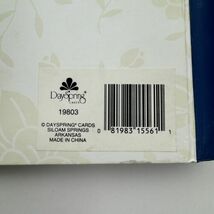 DaySpring
CARDS
19803
© DAYSPRING® CARDS
SILOAM SPRINGS
ARKANSAS
MADE IN CHINA
0 81983 15561 1